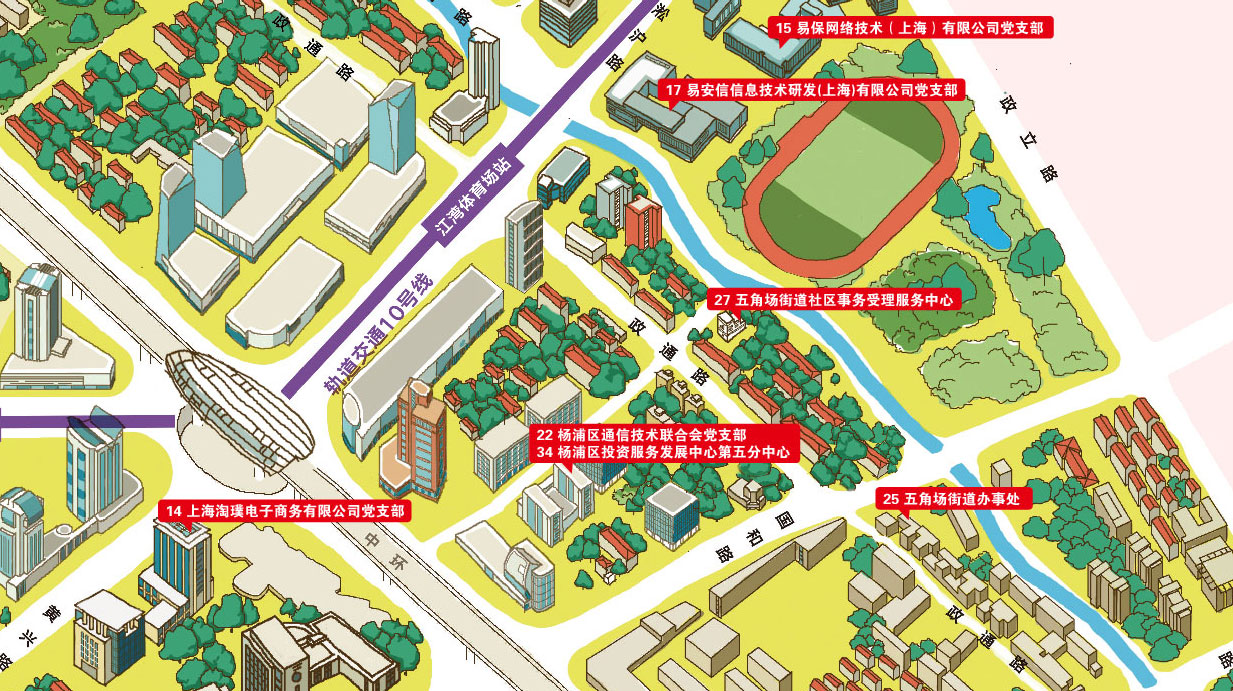 政通路
路
淞沪路
15 易保网络技术（上海）有限公司党支部
17 易安信信息技术研发(上海)有限公司党支部
政立路
江湾体育场站
轨道交通10号线
27 五角场街道社区事务受理服务中心
政通路
22 杨浦区通信技术联合会党支部
34 杨浦区投资服务发展中心第五分中心
25 五角场街道办事处
14 上海淘璞电子商务有限公司党支部
中环
国和路
黄兴路
政通路
路